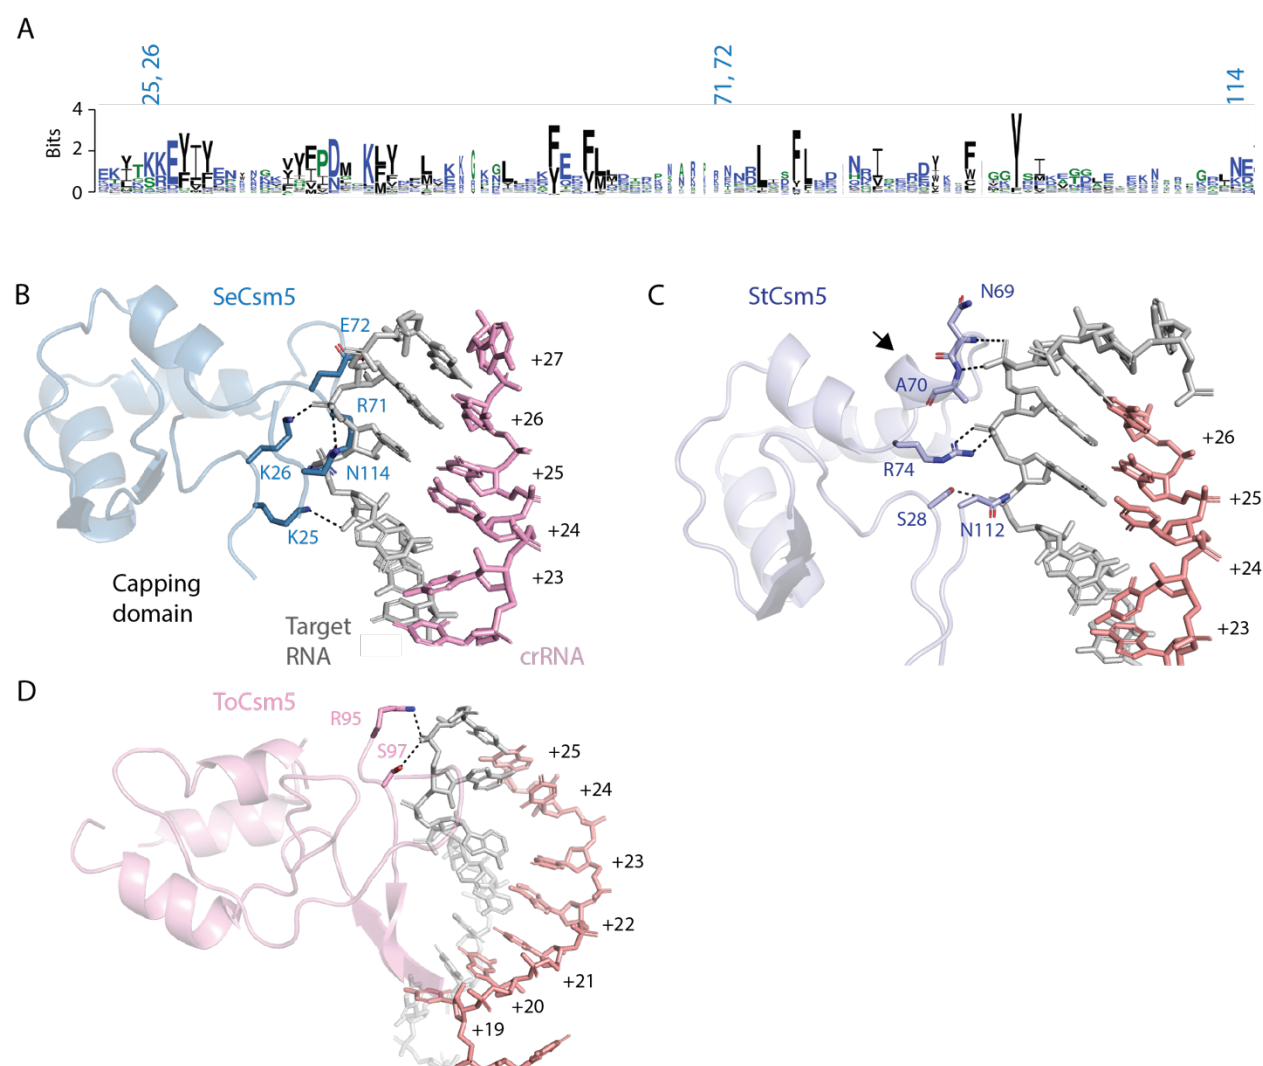 A
25, 26
71, 72
114
4
Bits
2
0
B
SeCsm5
E72
+27
R71
+26
K26
N114
+25
K25
+24
+23
Capping
domain
Target
RNA
crRNA
C
StCsm5
N69
A70
R74
+26
+25
S28
N112
+24
+23
D
ToCsm5
R95
S97
+25
+24
+23
+22
+21
+20
+19